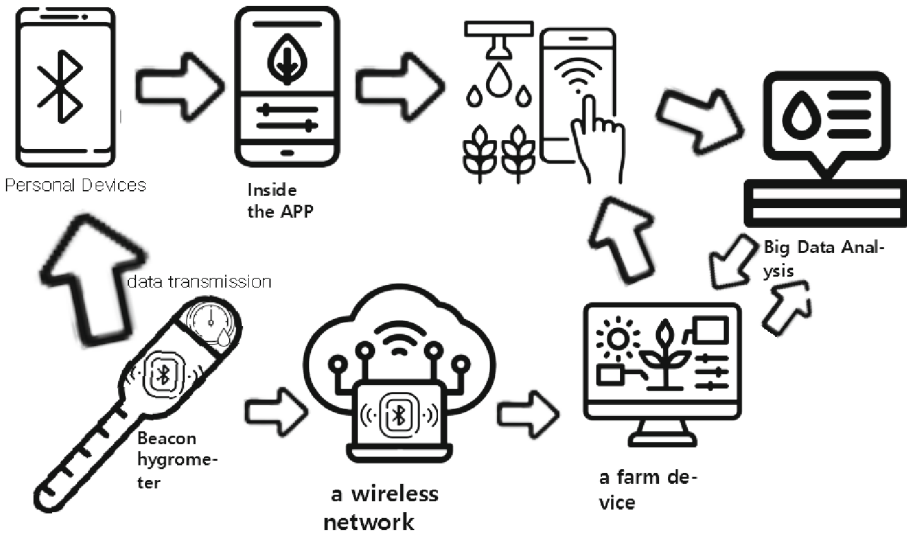 Personal Devices
Inside
the APP
Big Data Anal-
ysis
data transmission
Beacon
hygrome-
ter
a wireless
network
a farm de-
vice